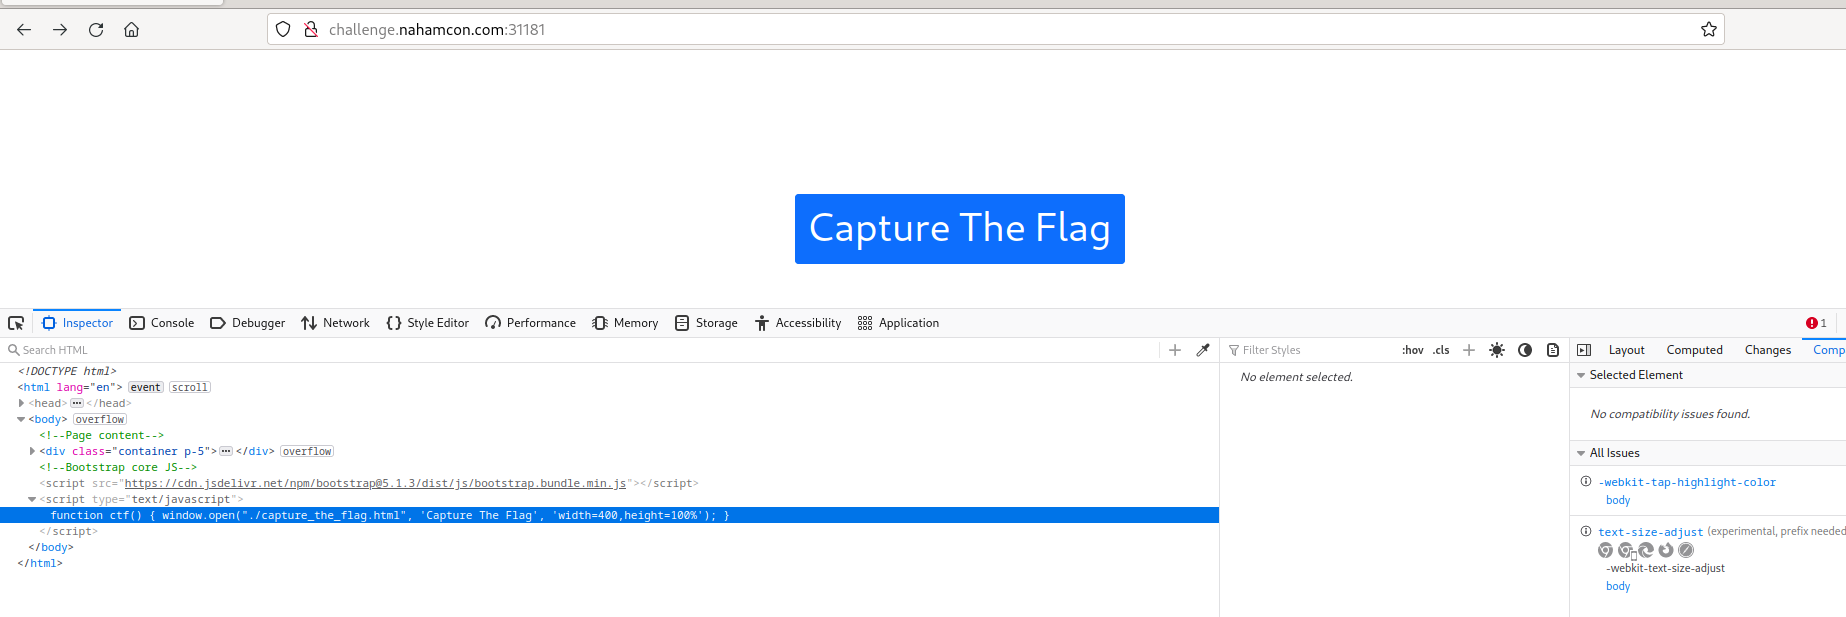 challenge.nahamcon.com:31181
Capture The Flag
Inspector Console Debugger Network Style Editor Performance Memory Storage Accessibility Application 1
Search HTML
Filter Styles :hov .cls
Layout Computed Changes Comp
<!DOCTYPE html>
<html lang="en"> event scroll
<head> ••• </head>
<body> overflow
<!--Page content-->
<div class="container p-5"> ••• </div> overflow
<!--Bootstrap core JS-->
<script src="https://cdn.jsdelivr.net/npm/bootstrap@5.1.3/dist/js/bootstrap.bundle.min.js"></script>
<script type="text/javascript">
function ctf() { window.open("./capture_the_flag.html", 'Capture The Flag', 'width=400,height=100%'); }
</script>
</body>
</html>
No element selected.
Selected Element
No compatibility issues found.
All Issues
-webkit-tap-highlight-color
body
text-size-adjust (experimental, prefix needed
-webkit-text-size-adjust
body